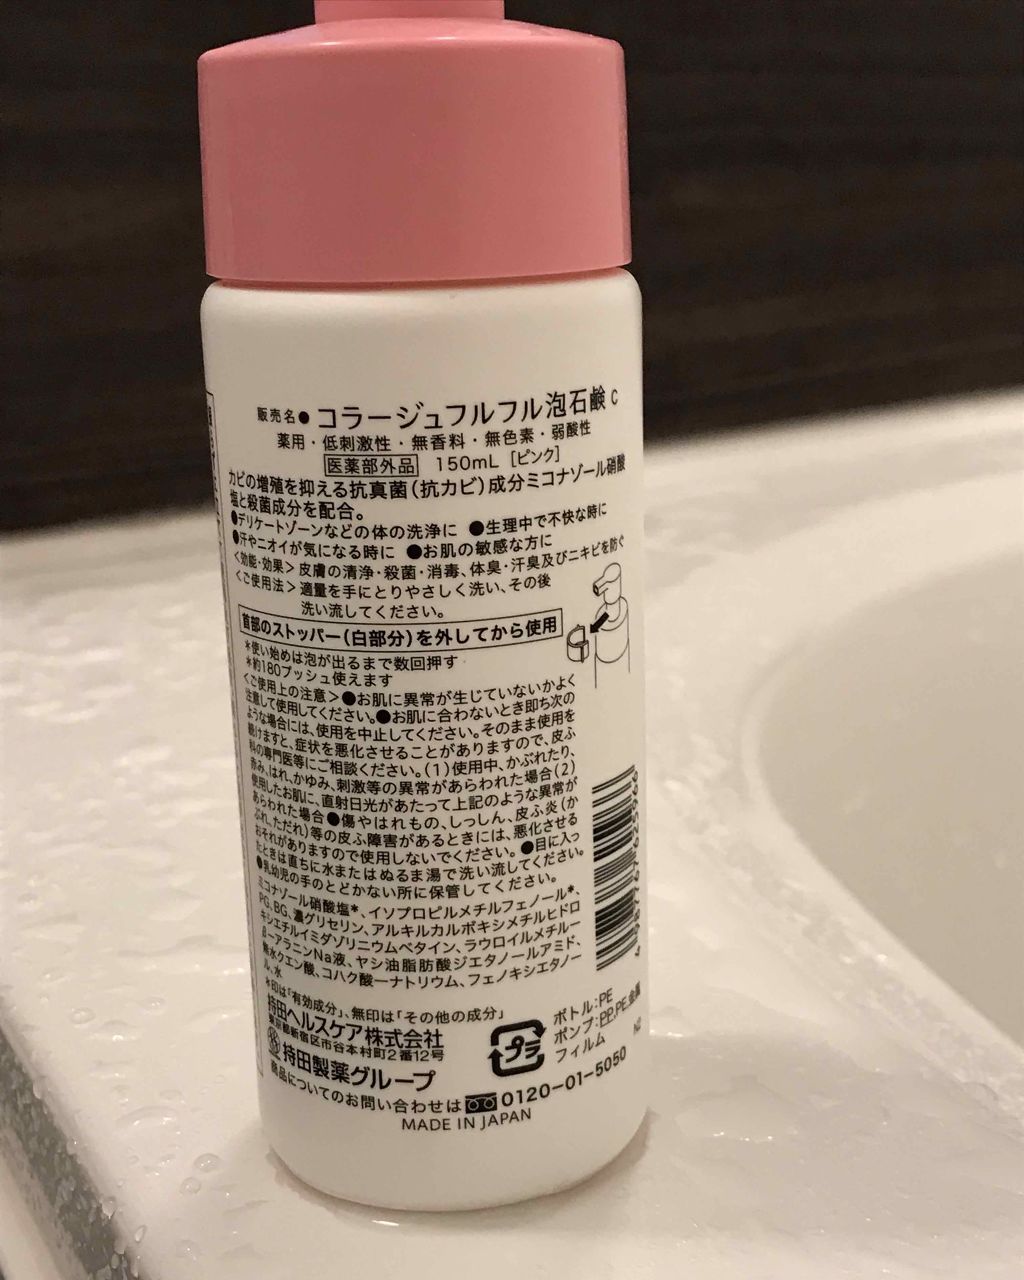 販売名●コラージュフルフル泡石鹸 c
薬用・低刺激性・無香料・無色素・弱酸性
医薬部外品 150mL [ピンク]
カビの増殖を抑える抗真菌(抗カビ)成分ミコナゾール硝酸
塩と殺菌成分を配合。
●デリケートゾーンなどの体の洗浄に ●生理中で不快な時に
●汗やニオイが気になる時に ●お肌の敏感な方に
<効能・効果>皮膚の清浄・殺菌・消毒、体臭・汗臭及びニキビを防ぐ
<ご使用法>適量を手にとりやさしく洗い、その後
洗い流してください。
首部のストッパー(白部分)を外してから使用
*使い始めは泡が出るまで数回押す
*約180プッシュ使えます
<ご使用上の注意>●お肌に異常が生じていないかよく
注意して使用してください。●お肌に合わないとき即ち次の
ような場合には、使用を中止してください。そのまま使用を
続けますと、症状を悪化させることがありますので、皮ふ
科の専門医等にご相談ください。(1)使用中、かぶれたり、
赤み、はれ、かゆみ、刺激等の異常があらわれた場合(2)
使用したお肌に、直射日光があたって上記のような異常が
あらわれた場合●傷やはれもの、しっしん、皮ふ炎(か
ぶれ、ただれ)等の皮ふ障害があるときには、悪化させる
おそれがありますので使用しないでください。●目に入っ
たときは直ちに水またはぬるま湯で洗い流してください。
●乳幼児の手のとどかない所に保管してください。
ミコナゾール硝酸塩*、イソプロピルメチルフェノール*、
PG、BG、濃グリセリン、アルキルカルボキシメチルヒドロ
キシエチルイミダゾリニウムベタイン、ラウロイルメチル-
β-アラニンNa液、ヤシ油脂肪酸ジエタノールアミド、
無水クエン酸、コハク酸一ナトリウム、フェノキシエタノー
ル、水
*印は「有効成分」、無印は「その他の成分」
持田ヘルスケア株式会社
東京都新宿区市谷本村町2番12号
持田製薬グループ
プラ
ボトル:PE
ポンプ:PP,PE,金属
フィルム
N2
商品についてのお問い合わせは 0120-01-5050
MADE IN JAPAN